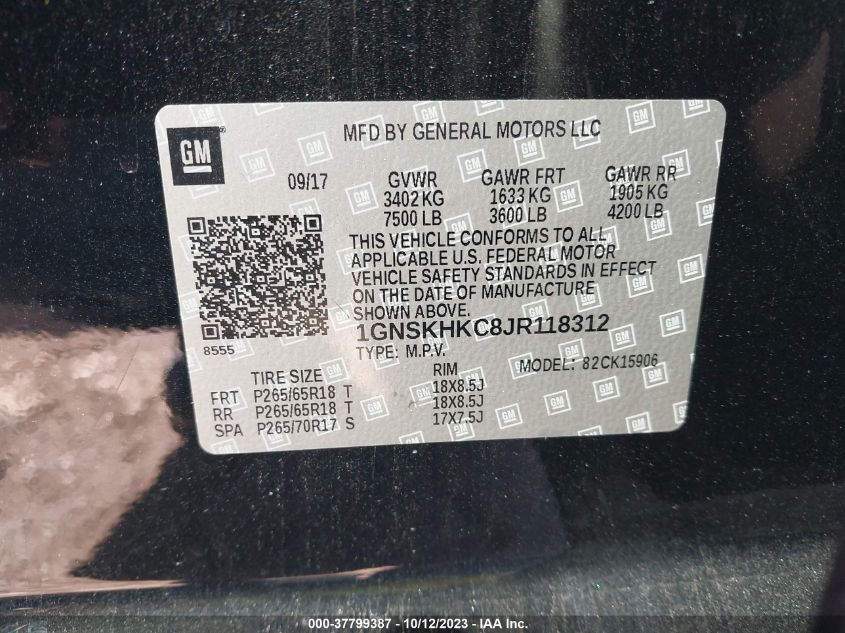 MFD BY GENERAL MOTORS LLC
GM
09/17
GVWR GAWR FRT GAWR RR
3402 KG 1633 KG 1905 KG
7500 LB 3600 LB 4200 LB
THIS VEHICLE CONFORMS TO ALL
APPLICABLE U.S. FEDERAL MOTOR
VEHICLE SAFETY STANDARDS IN EFFECT
ON THE DATE OF MANUFACTURE
SHOWN ABOVE.
1GNSKHKC8JR118312
8555
TYPE: M.P.V. MODEL: 82CK15906
TIRE SIZE RIM
FRT P265/65R18 T 18X8.5J
RR P265/65R18 T 18X8.5J
SPA P265/70R17 S 17X7.5J
000-37799387 - 10/12/2023 - IAA Inc.